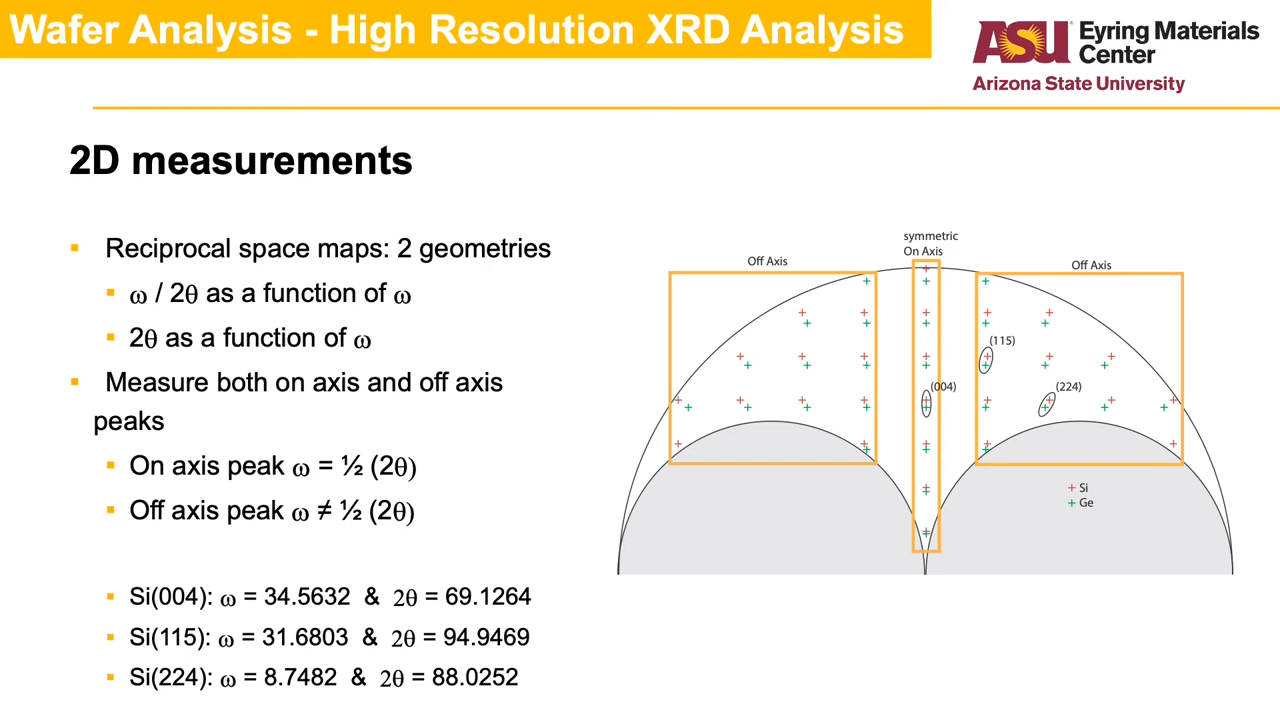 Wafer Analysis - High Resolution XRD Analysis
ASU Eyring Materials
Center
Arizona State University
2D measurements
▪ Reciprocal space maps: 2 geometries
▪ ω / 2θ as a function of ω
▪ 2θ as a function of ω
▪ Measure both on axis and off axis
peaks
▪ On axis peak ω = ½ (2θ)
▪ Off axis peak ω ≠ ½ (2θ)
▪ Si(004): ω = 34.5632 & 2θ = 69.1264
▪ Si(115): ω = 31.6803 & 2θ = 94.9469
▪ Si(224): ω = 8.7482 & 2θ = 88.0252
symmetric
On Axis
Off Axis
Off Axis
(115)
(004)
(224)
+ Si
+ Ge